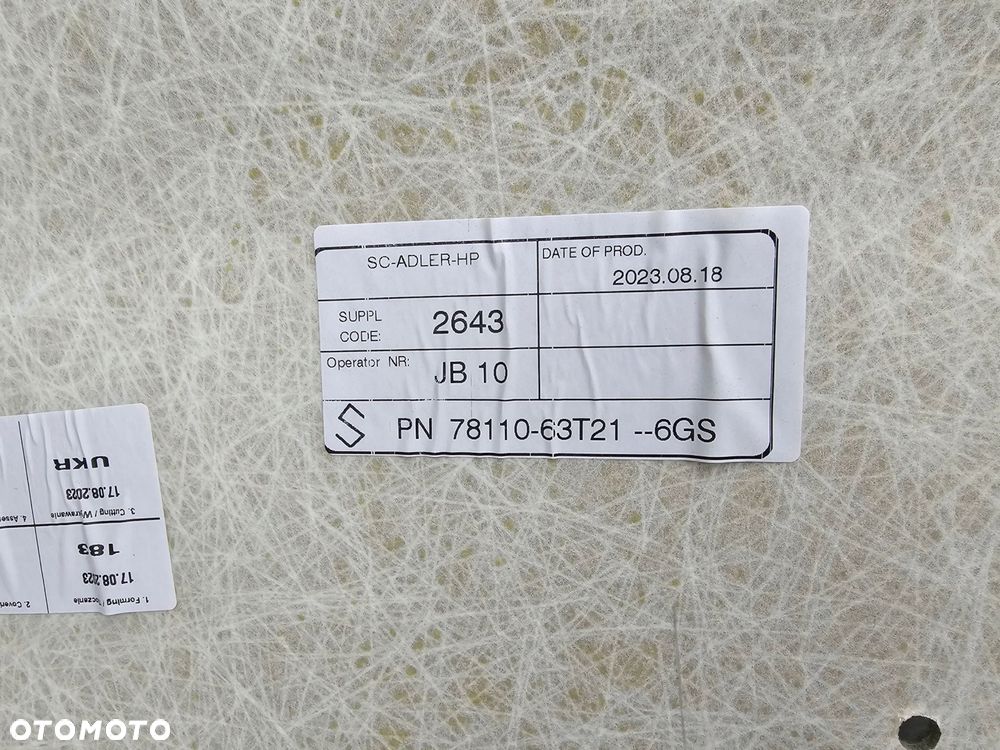 SC-ADLER-HP
DATE OF PROD.
2023.08.18
SUPPL
CODE:
2643
Operator NR:
JB 10
PN 78110-63T21 --6GS
1. Forming / Tłoczenie
17.08.2023
183
2. Coveri
3. Cutting / Wykrawanie
17.08.2023
UKR
4. Asse
OTOMOTO